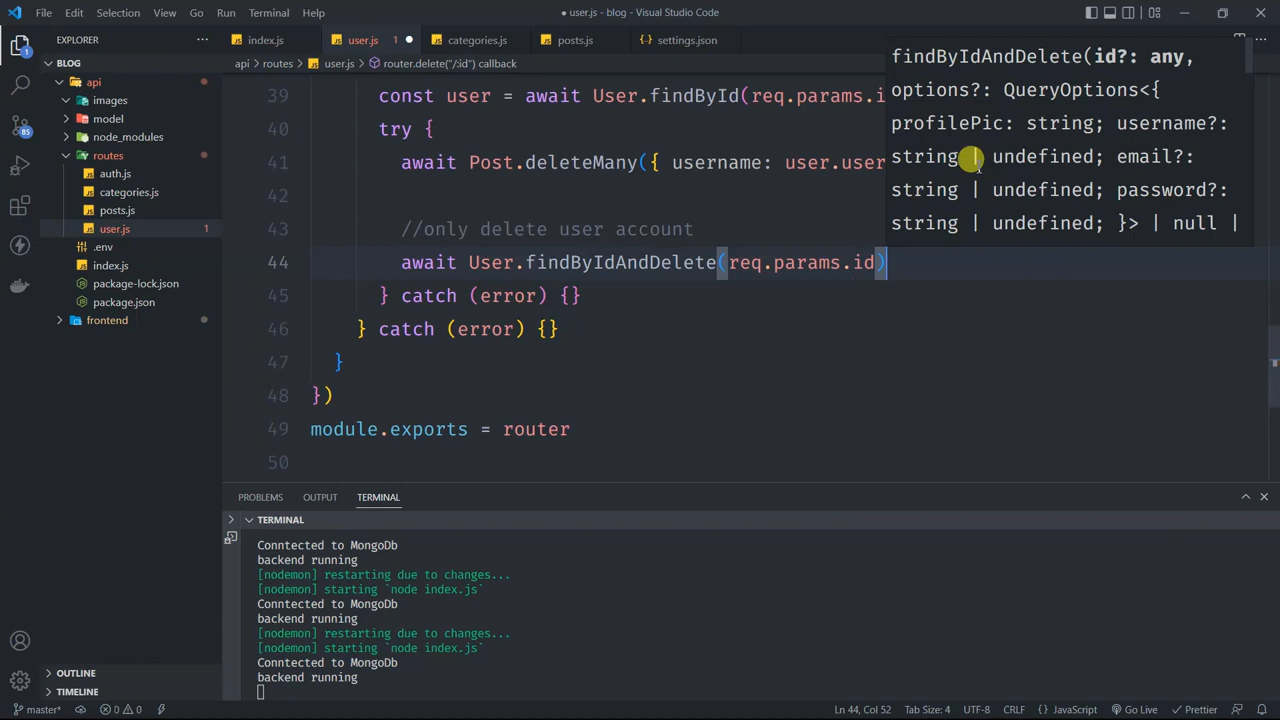 File Edit Selection View Go Run Terminal Help
● user.js - blog - Visual Studio Code
EXPLORER
BLOG
api
images
model
node_modules
routes
auth.js
categories.js
posts.js
user.js 1
.env
index.js
package-lock.json
package.json
frontend
OUTLINE
TIMELINE
1
85
index.js user.js 1 ● categories.js posts.js settings.json
api > routes > user.js > router.delete("/:id") callback
39 const user = await User.findById(req.params.i
40 try {
41 await Post.deleteMany({ username: user.user
42
43 //only delete user account
44 await User.findByIdAndDelete(req.params.id)
45 } catch (error) {}
46 } catch (error) {}
47 }
48 })
49 module.exports = router
50
findByIdAndDelete(id?: any,
options?: QueryOptions<{
profilePic: string; username?:
string | undefined; email?:
string | undefined; password?:
string | undefined; }> | null |
PROBLEMS OUTPUT TERMINAL
TERMINAL
Conntected to MongoDb
backend running
[nodemon] restarting due to changes...
[nodemon] starting `node index.js`
Conntected to MongoDb
backend running
[nodemon] restarting due to changes...
[nodemon] starting `node index.js`
Conntected to MongoDb
backend running
master* 0 0 Ln 44, Col 52 Tab Size: 4 UTF-8 CRLF {} JavaScript Go Live Prettier